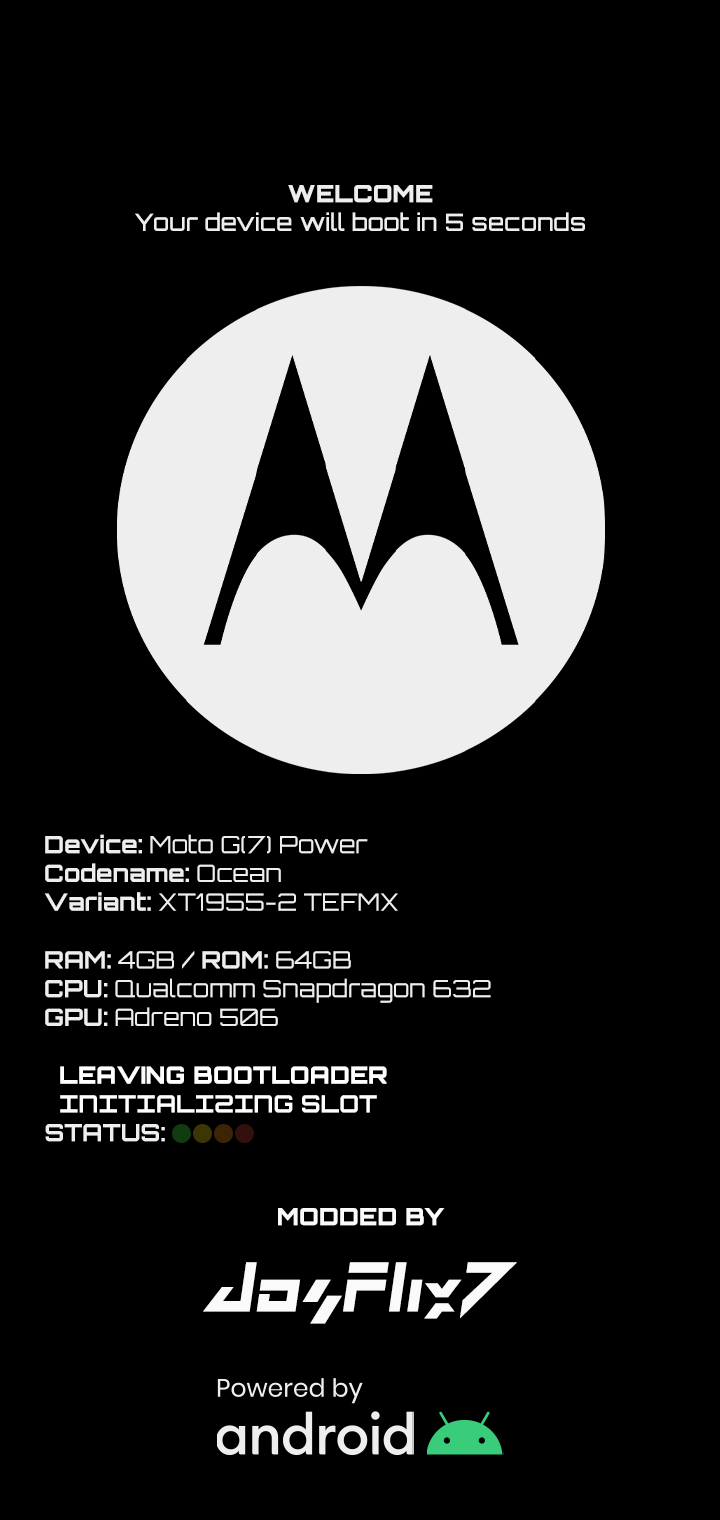 WELCOME
Your device will boot in 5 seconds
Device: Moto G(7) Power
Codename: Ocean
Variant: XT1955-2 TEFMX
RAM: 4GB / ROM: 64GB
CPU: Qualcomm Snapdragon 632
GPU: Adreno 506
LEAVING BOOTLOADER
INITIALIZING SLOT
STATUS:
MODDED BY
JayFlix7
Powered by
android